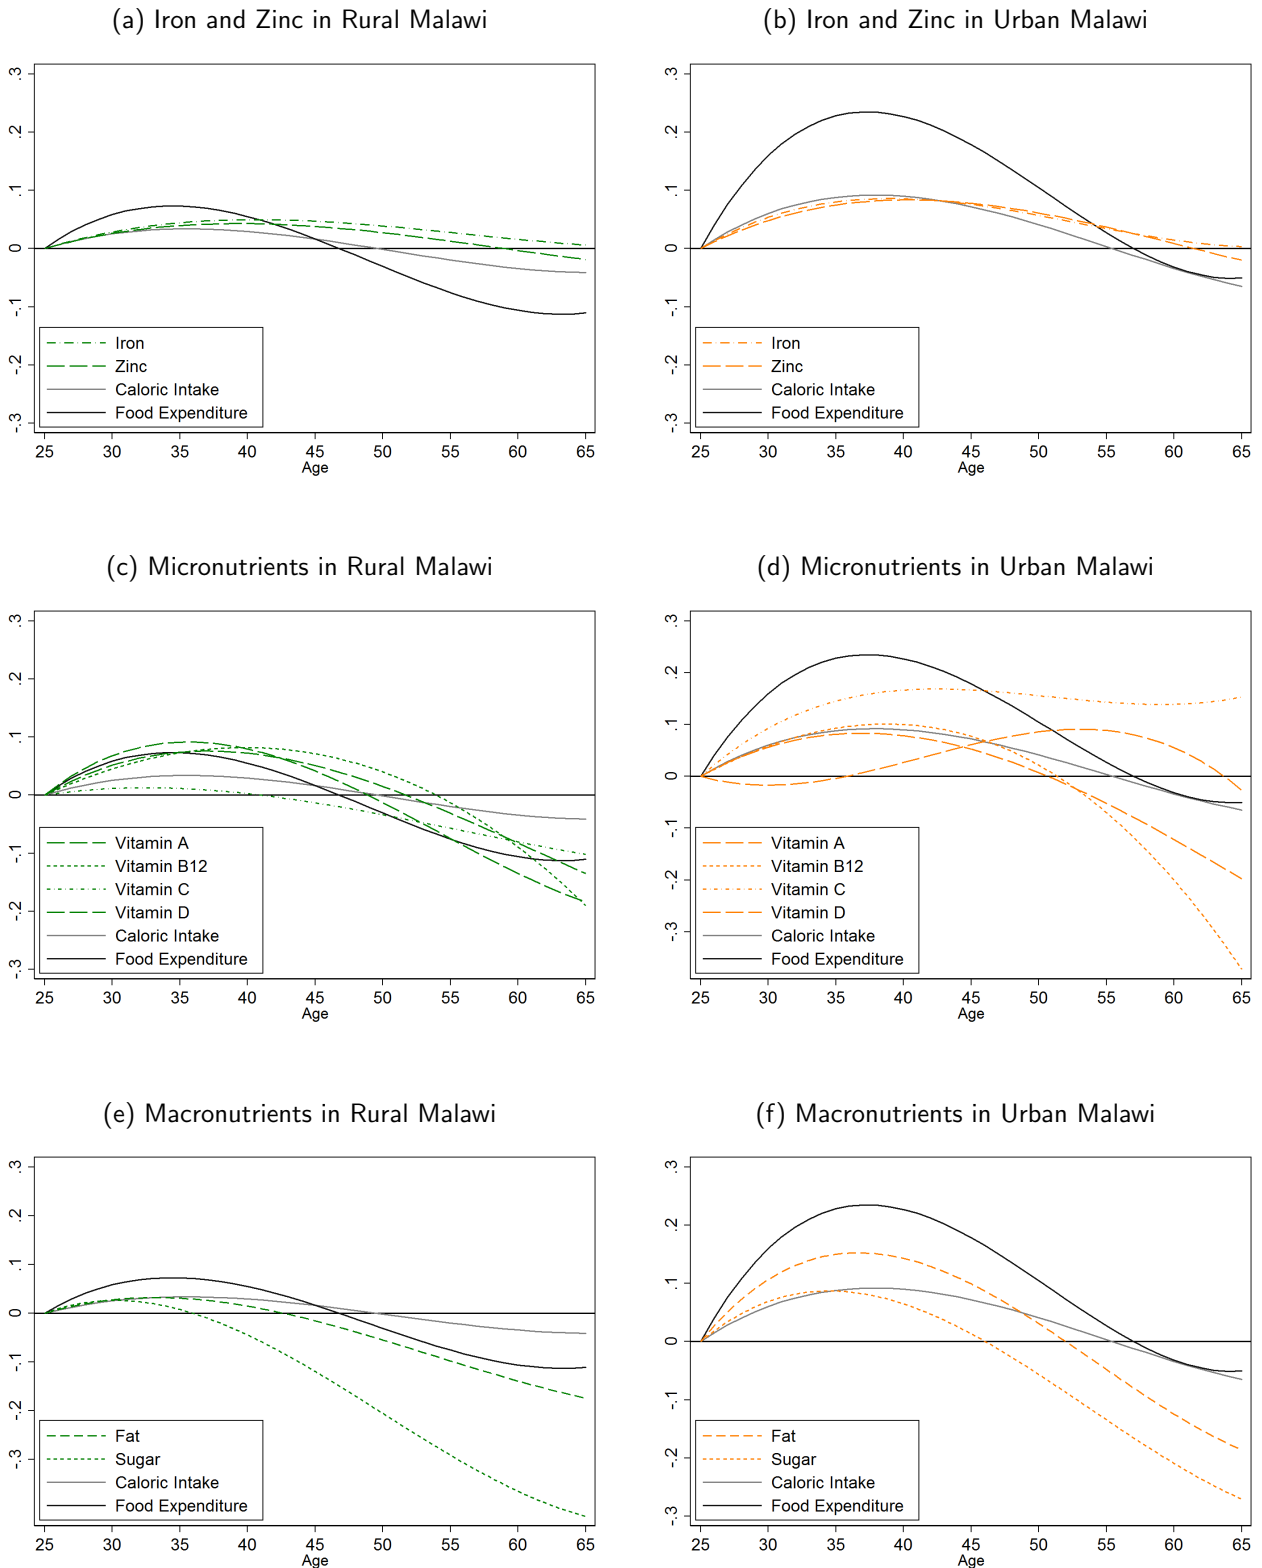 (a) Iron and Zinc in Rural Malawi
.3
.2
.1
0
-.1
-.2
-.3
Iron
Zinc
Caloric Intake
Food Expenditure
25 30 35 40 45 50 55 60 65
Age
(b) Iron and Zinc in Urban Malawi
.3
.2
.1
0
-.1
-.2
-.3
Iron
Zinc
Caloric Intake
Food Expenditure
25 30 35 40 45 50 55 60 65
Age
(c) Micronutrients in Rural Malawi
.3
.2
.1
0
-.1
-.2
-.3
Vitamin A
Vitamin B12
Vitamin C
Vitamin D
Caloric Intake
Food Expenditure
25 30 35 40 45 50 55 60 65
Age
(d) Micronutrients in Urban Malawi
.3
.2
.1
0
-.1
-.2
-.3
Vitamin A
Vitamin B12
Vitamin C
Vitamin D
Caloric Intake
Food Expenditure
25 30 35 40 45 50 55 60 65
Age
(e) Macronutrients in Rural Malawi
.3
.2
.1
0
-.1
-.2
-.3
Fat
Sugar
Caloric Intake
Food Expenditure
25 30 35 40 45 50 55 60 65
Age
(f) Macronutrients in Urban Malawi
.3
.2
.1
0
-.1
-.2
-.3
Fat
Sugar
Caloric Intake
Food Expenditure
25 30 35 40 45 50 55 60 65
Age